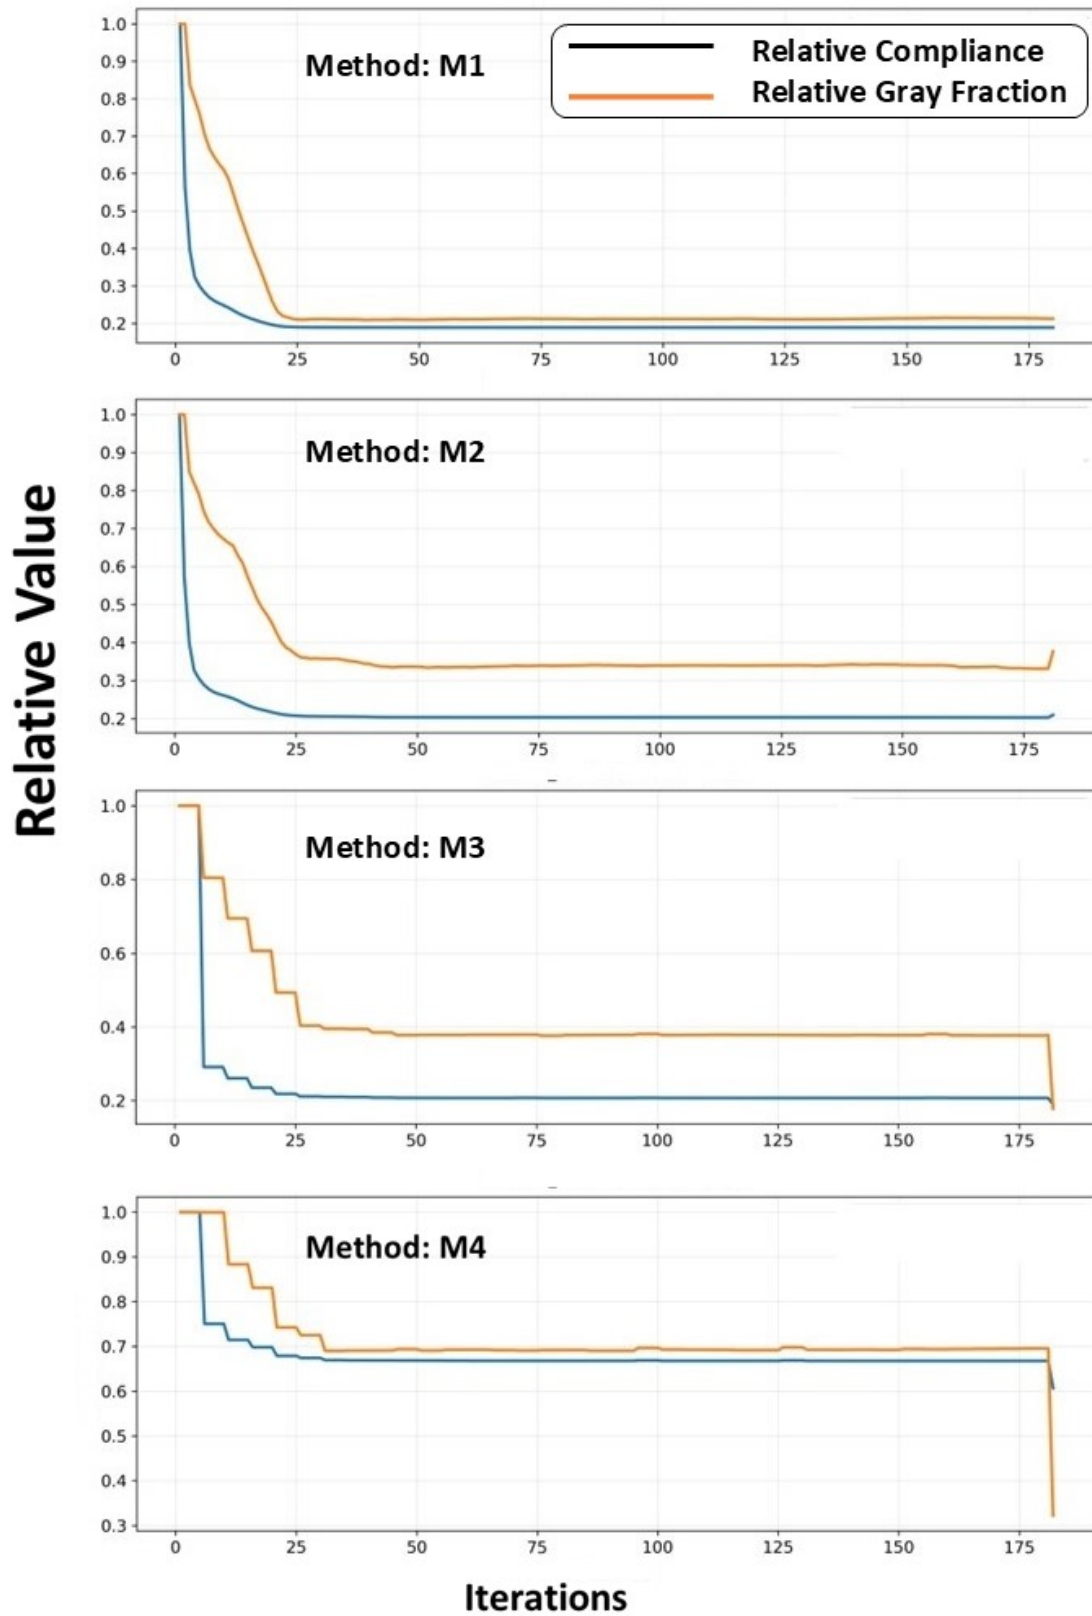 Relative Value
Method: M1
Relative Compliance
Relative Gray Fraction
1.0
0.9
0.8
0.7
0.6
0.5
0.4
0.3
0.2
0 25 50 75 100 125 150 175
Method: M2
1.0
0.9
0.8
0.7
0.6
0.5
0.4
0.3
0.2
0 25 50 75 100 125 150 175
Method: M3
1.0
0.8
0.6
0.4
0.2
0 25 50 75 100 125 150 175
Method: M4
1.0
0.9
0.8
0.7
0.6
0.5
0.4
0.3
0 25 50 75 100 125 150 175
Iterations